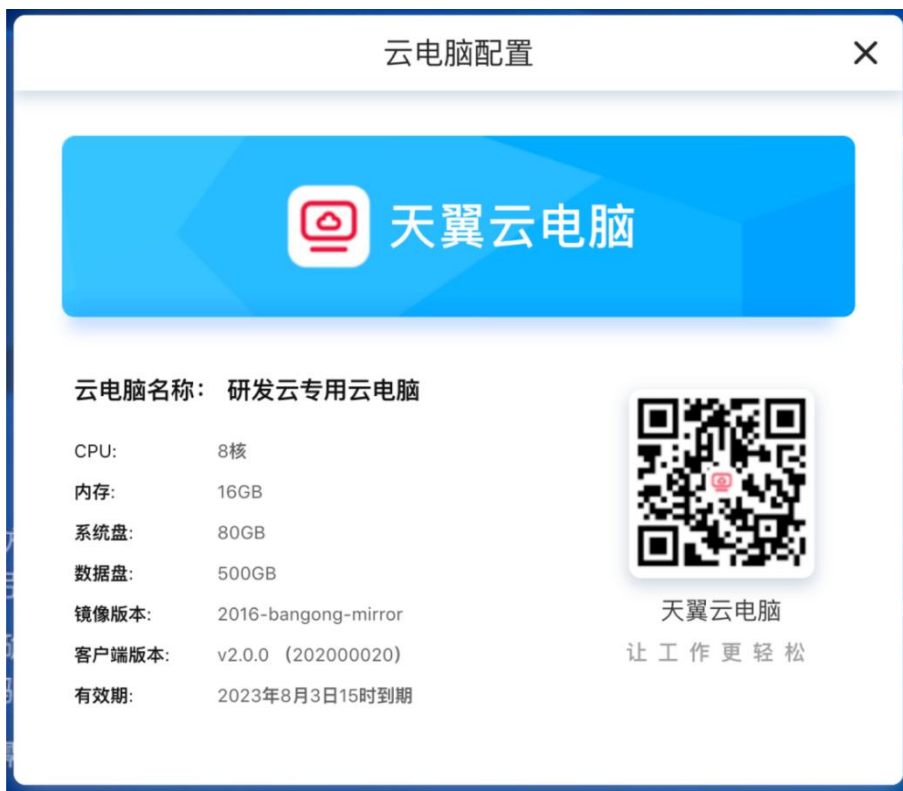 云电脑配置
天翼云电脑
云电脑名称： 研发云专用云电脑
CPU: 8核
内存: 16GB
系统盘: 80GB
数据盘: 500GB
镜像版本: 2016-bangong-mirror
客户端版本: v2.0.0 （202000020）
有效期: 2023年8月3日15时到期
天翼云电脑
让工作更轻松